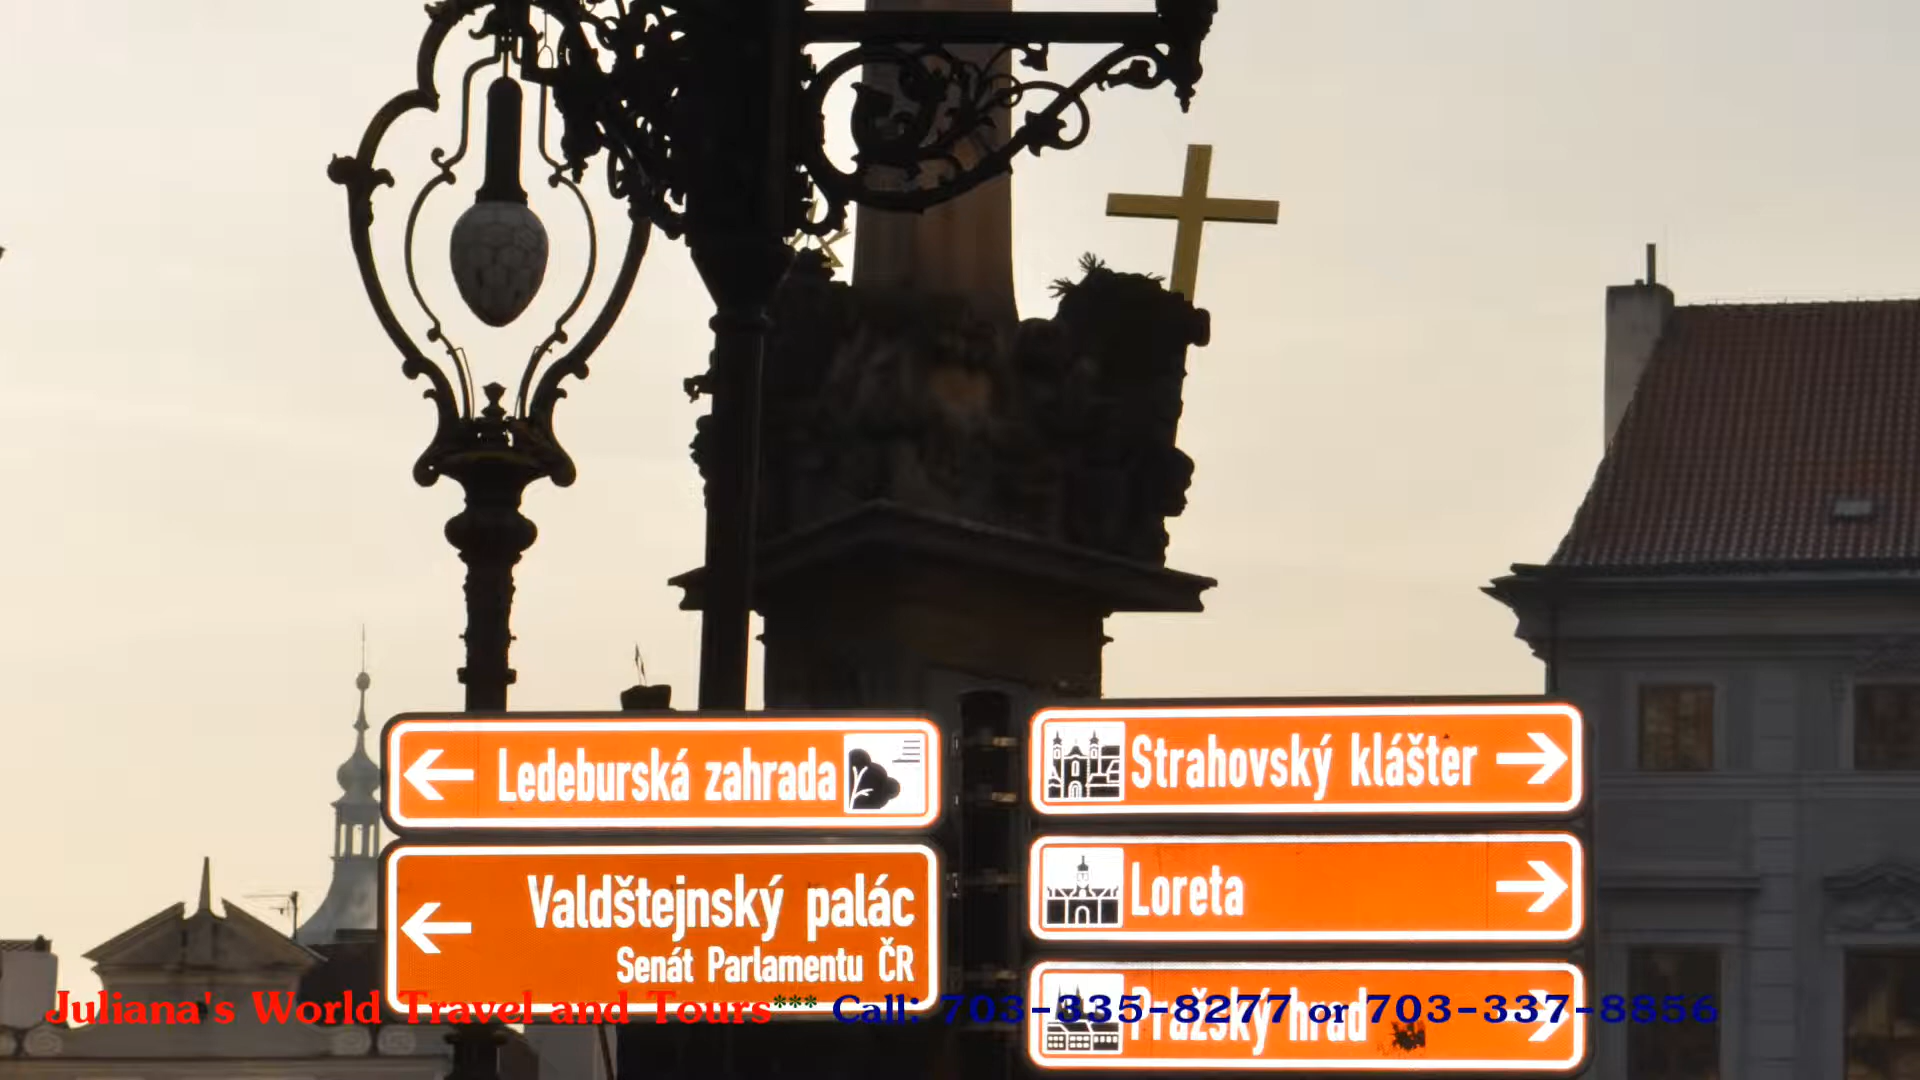 Ledeburská zahrada
Valdštejnský palác
Senát Parlamentu ČR
Strahovský klášter
Loreta
Pražský hrad
Juliana's World Travel and Tours*** Call: 703-335-8277 or 703-337-8856